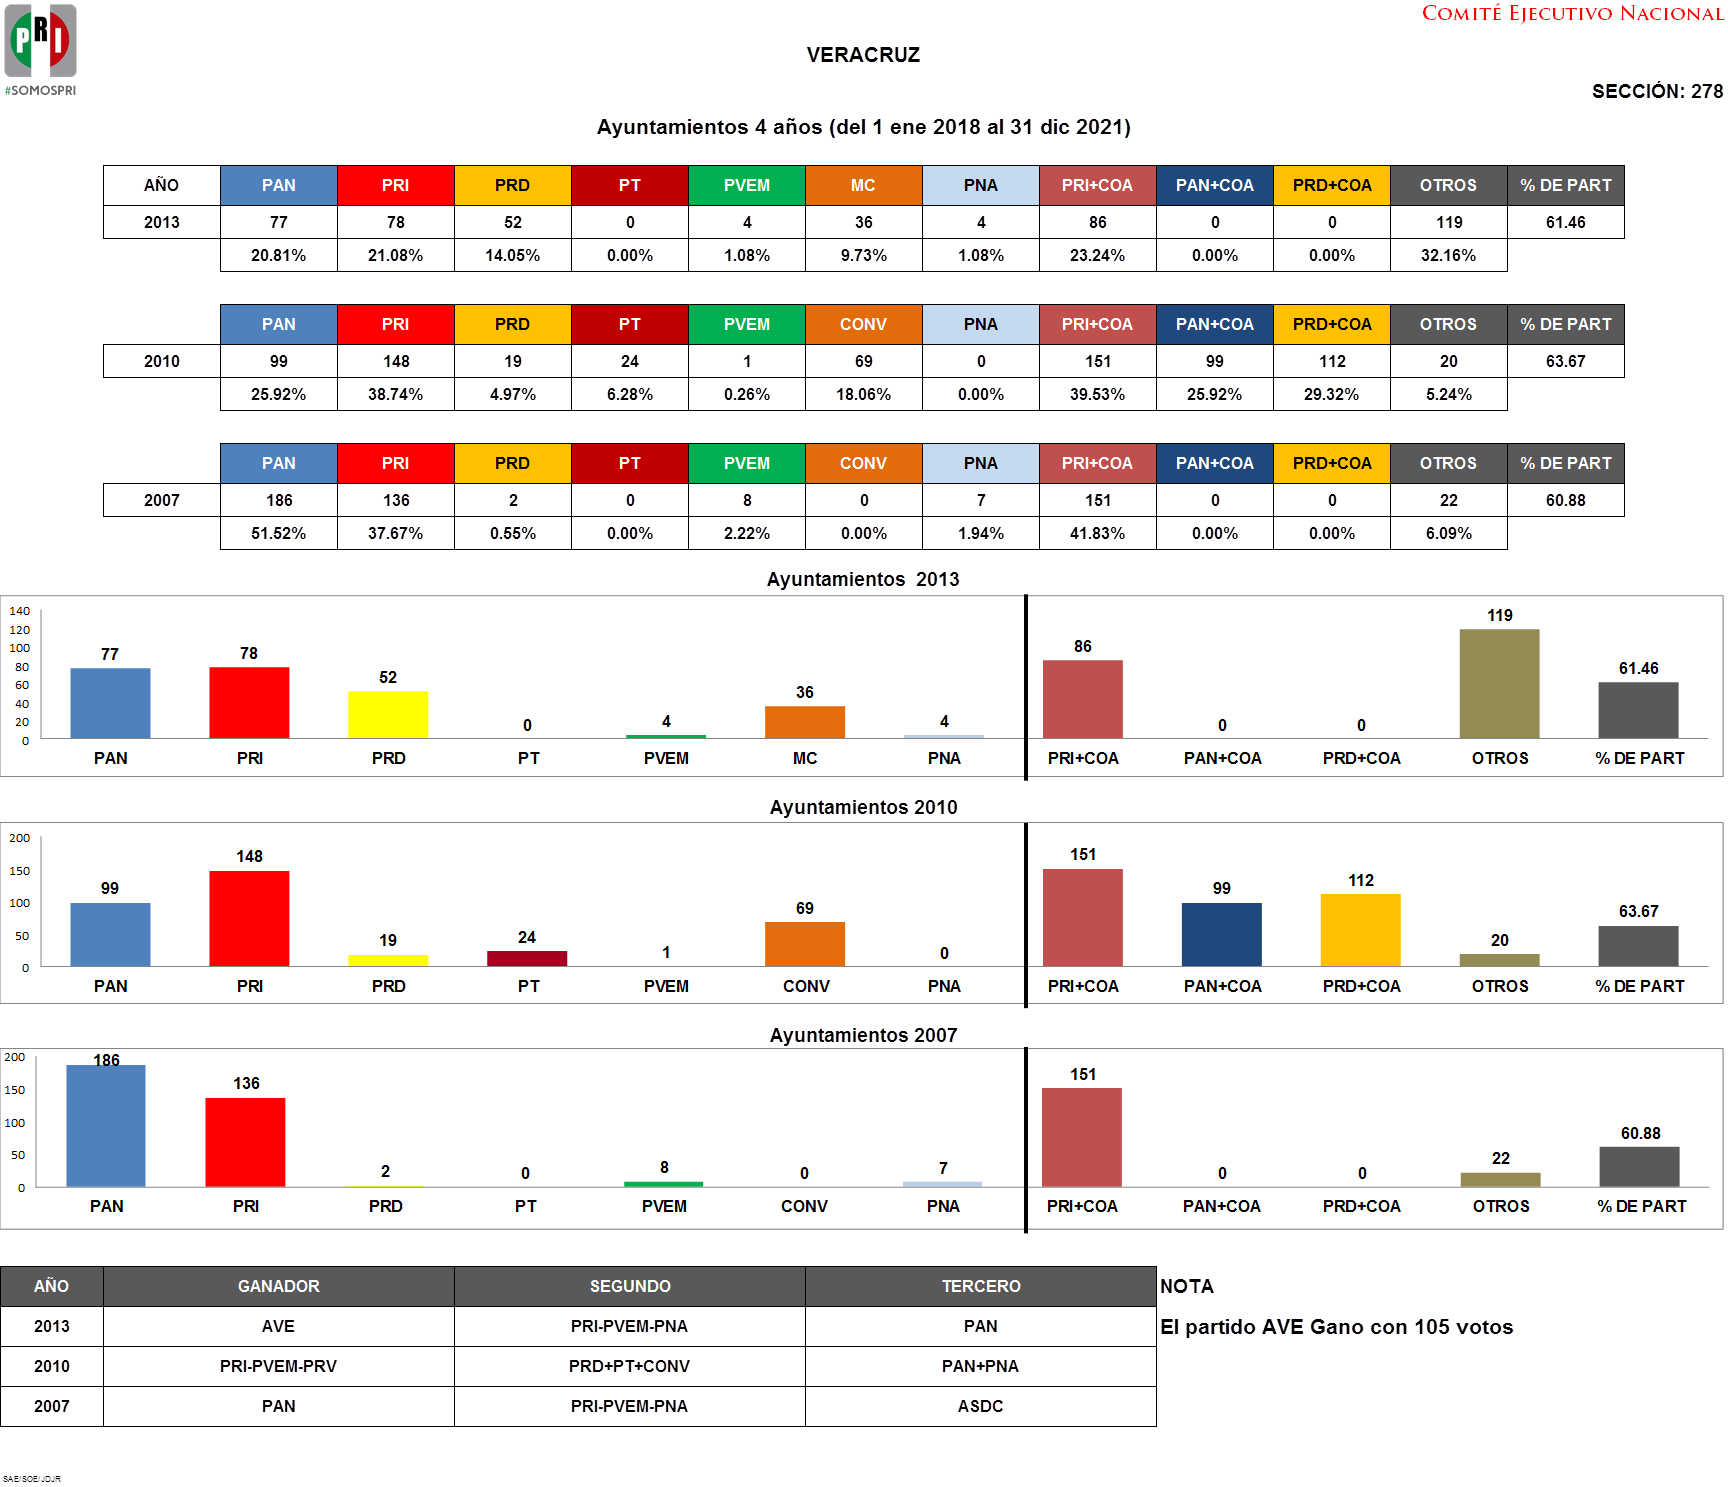 PRI
#SOMOSPRI
COMITÉ EJECUTIVO NACIONAL
VERACRUZ
SECCIÓN: 278
Ayuntamientos 4 años (del 1 ene 2018 al 31 dic 2021)
AÑO PAN PRI PRD PT PVEM MC PNA PRI+COA PAN+COA PRD+COA OTROS % DE PART
2013 77 78 52 0 4 36 4 86 0 0 119 61.46
20.81% 21.08% 14.05% 0.00% 1.08% 9.73% 1.08% 23.24% 0.00% 0.00% 32.16%
PAN PRI PRD PT PVEM CONV PNA PRI+COA PAN+COA PRD+COA OTROS % DE PART
2010 99 148 19 24 1 69 0 151 99 112 20 63.67
25.92% 38.74% 4.97% 6.28% 0.26% 18.06% 0.00% 39.53% 25.92% 29.32% 5.24%
PAN PRI PRD PT PVEM CONV PNA PRI+COA PAN+COA PRD+COA OTROS % DE PART
2007 186 136 2 0 8 0 7 151 0 0 22 60.88
51.52% 37.67% 0.55% 0.00% 2.22% 0.00% 1.94% 41.83% 0.00% 0.00% 6.09%
Ayuntamientos 2013
140
120
100
80
60
40
20
0
77 78 52 0 4 36 4 86 0 0 119 61.46
PAN PRI PRD PT PVEM MC PNA PRI+COA PAN+COA PRD+COA OTROS % DE PART
Ayuntamientos 2010
200
150
100
50
0
99 148 19 24 1 69 0 151 99 112 20 63.67
PAN PRI PRD PT PVEM CONV PNA PRI+COA PAN+COA PRD+COA OTROS % DE PART
Ayuntamientos 2007
200
150
100
50
0
186 136 2 0 8 0 7 151 0 0 22 60.88
PAN PRI PRD PT PVEM CONV PNA PRI+COA PAN+COA PRD+COA OTROS % DE PART
AÑO GANADOR SEGUNDO TERCERO NOTA
2013 AVE PRI-PVEM-PNA PAN El partido AVE Gano con 105 votos
2010 PRI-PVEM-PRV PRD+PT+CONV PAN+PNA
2007 PAN PRI-PVEM-PNA ASDC
SAE/SOE/JDJR